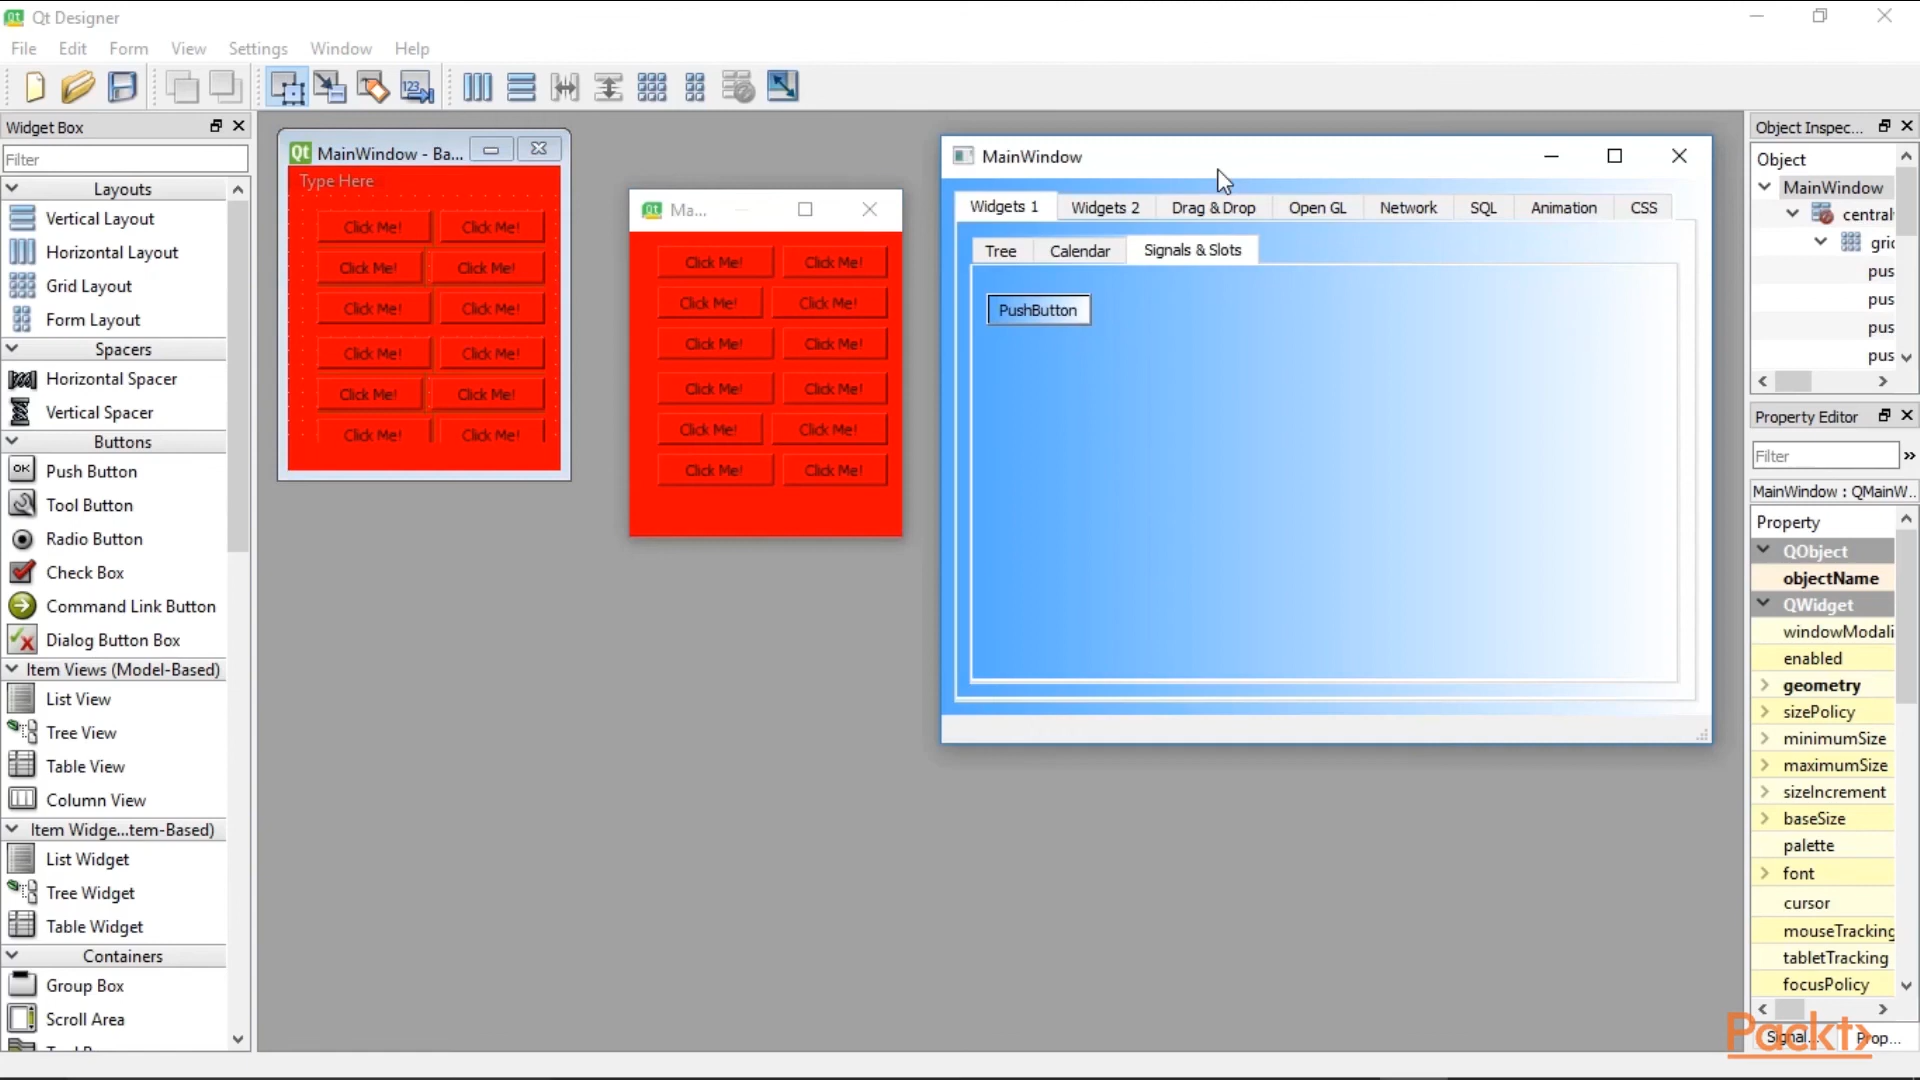 Qt Designer
File Edit Form View Settings Window Help
Widget Box
Filter
Layouts
Vertical Layout
Horizontal Layout
Grid Layout
Form Layout
Spacers
Horizontal Spacer
Vertical Spacer
Buttons
OK Push Button
Tool Button
Radio Button
Check Box
Command Link Button
Dialog Button Box
Item Views (Model-Based)
List View
Tree View
Table View
Column View
Item Widge...tem-Based)
List Widget
Tree Widget
Table Widget
Containers
Group Box
Scroll Area
Qt MainWindow - Ba...
Type Here
Click Me! Click Me!
Click Me! Click Me!
Click Me! Click Me!
Click Me! Click Me!
Click Me! Click Me!
Click Me! Click Me!
Qt Ma...
Click Me! Click Me!
Click Me! Click Me!
Click Me! Click Me!
Click Me! Click Me!
Click Me! Click Me!
Click Me! Click Me!
MainWindow
Widgets 1 Widgets 2 Drag & Drop Open GL Network SQL Animation CSS
Tree Calendar Signals & Slots
PushButton
Object Inspec...
Object
MainWindow
central
gric
pus
pus
pus
pus
Property Editor
Filter
MainWindow : QMainW...
Property
QObject
objectName
QWidget
windowModali
enabled
geometry
sizePolicy
minimumSize
maximumSize
sizeIncrement
baseSize
palette
font
cursor
mouseTracking
tabletTracking
focusPolicy
Signal... Prop...
Packt>